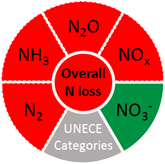 N₂O
NH₃
NOₓ
Overall
N loss
N₂
NO₃⁻
UNECE
Categories